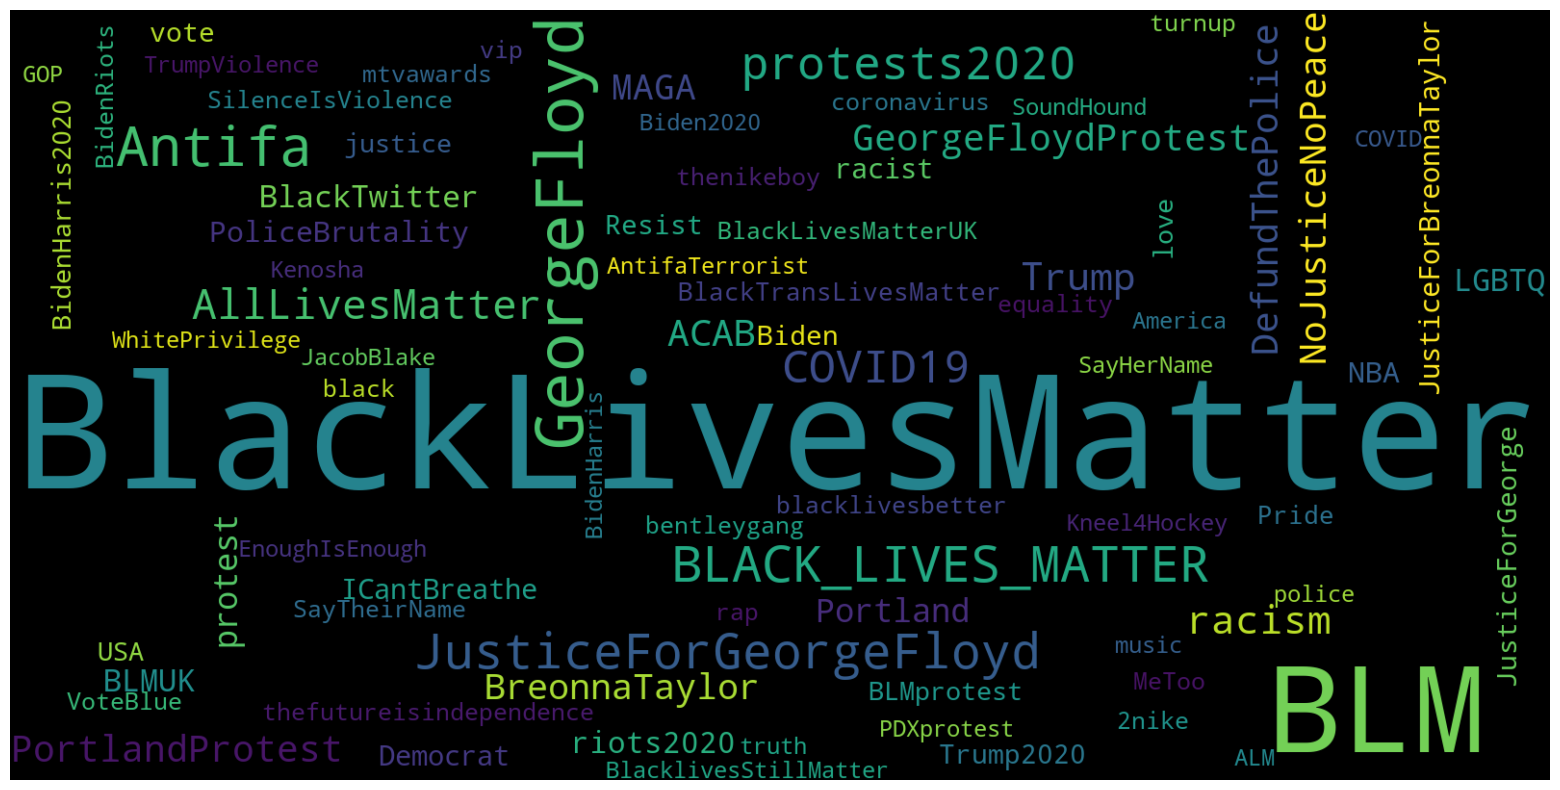 turnup
vote
GeorgeFloyd
NoJusticeNoPeace
DefundThePolice
JusticeForBreonnaTaylor
BidenRiots
vip
protests2020
TrumpViolence
GOP
mtvawards
MAGA
SilenceIsViolence
coronavirus
SoundHound
BidenHarris2020
Biden2020
Antifa
justice
GeorgeFloydProtest
COVID
racist
thenikeboy
BlackTwitter
love
PoliceBrutality
Resist
BlackLivesMatterUK
Kenosha
AntifaTerrorist
Trump
LGBTQ
BlackTransLivesMatter
AllLivesMatter
equality
America
ACAB
Biden
WhitePrivilege
JacobBlake
COVID19
SayHerName
NBA
black
BlackLivesMatter
BidenHarris
JusticeForGeorge
blacklivesbetter
bentleygang
Kneel4Hockey
Pride
protest
EnoughIsEnough
BLACK_LIVES_MATTER
ICantBreathe
police
SayTheirName
rap
Portland
racism
JusticeForGeorgeFloyd
music
USA
BLMUK
BreonnaTaylor
BLMprotest
MeToo
BLM
VoteBlue
thefutureisindependence
2nike
PDXprotest
PortlandProtest
Democrat
riots2020
truth
Trump2020
ALM
BlacklivesStillMatter